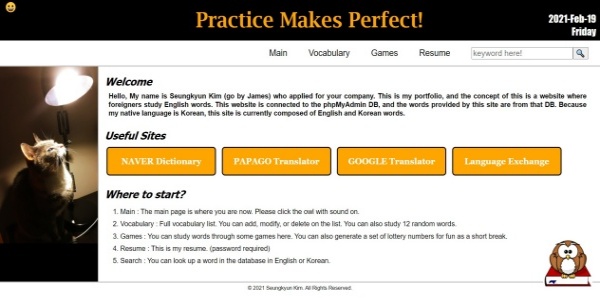 Practice Makes Perfect!
2021-Feb-19
Friday
Main Vocabulary Games Resume keyword here!
Welcome
Hello, My name is Seungkyun Kim (go by James) who applied for your company. This is my portfolio, and the concept of this is a website where
foreigners study English words. This website is connected to the phpMyAdmin DB, and the words provided by this site are from that DB. Because
my native language is Korean, this site is currently composed of English and Korean words.
Useful Sites
NAVER Dictionary PAPAGO Translator GOOGLE Translator Language Exchange
Where to start?
1. Main : The main page is where you are now. Please click the owl with sound on.
2. Vocabulary : Full vocabulary list. You can add, modify, or delete on the list. You can also study 12 random words.
3. Games : You can study words through some games here. You can also generate a set of lottery numbers for fun as a short break.
4. Resume : This is my resume. (password required)
5. Search : You can look up a word in the database in English or Korean.
© 2021 Seungkyun Kim. All Rights Reserved.